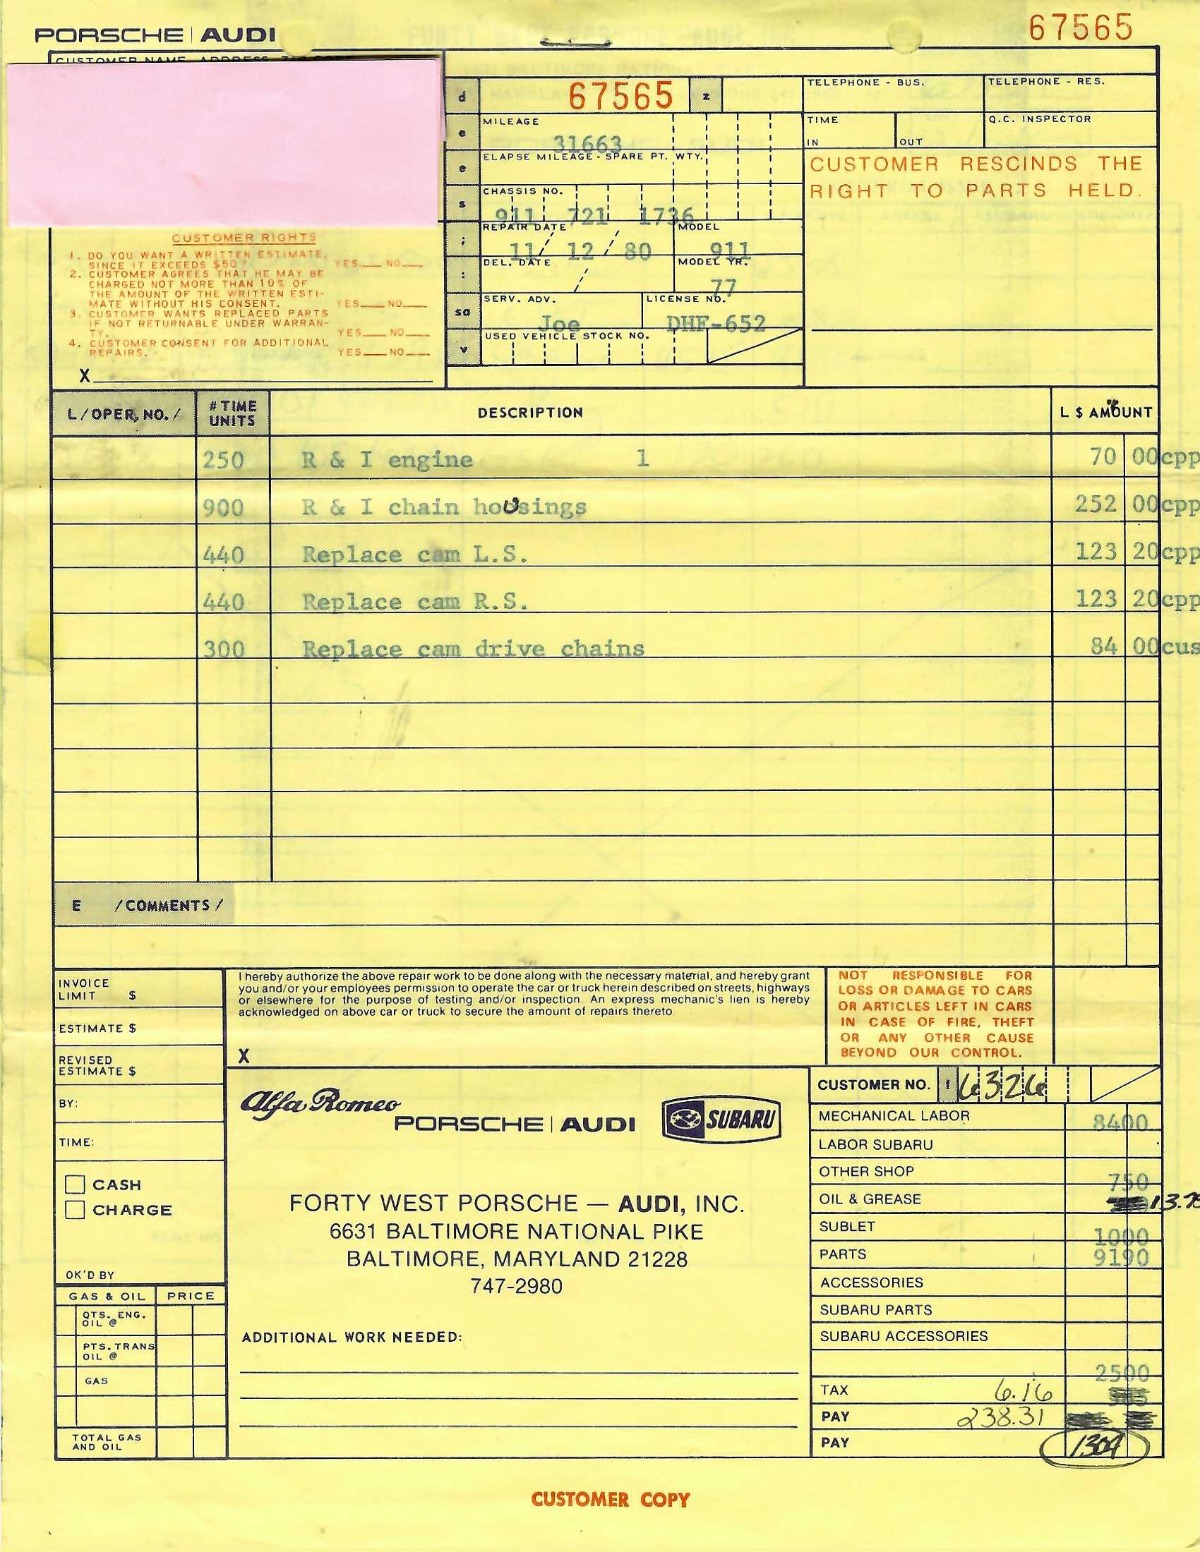 PORSCHE | AUDI
67565
CUSTOMER NAME, ADDRESS,
d 67565 z
TELEPHONE - BUS. TELEPHONE - RES.
e MILEAGE 31663
TIME IN OUT Q.C. INSPECTOR
e ELAPSE MILEAGE - SPARE PT. WTY.
CUSTOMER RESCINDS THE
RIGHT TO PARTS HELD.
s CHASSIS NO. 911 721 1736
REPAIR DATE 11/ 12 / 80 MODEL 911
DEL. DATE / MODEL YR. 77
so SERV. ADV. Joe LICENSE NO. DHF-652
v USED VEHICLE STOCK NO.
CUSTOMER RIGHTS
1. DO YOU WANT A WRITTEN ESTIMATE,
SINCE IT EXCEEDS $50? YES___NO___
2. CUSTOMER AGREES THAT HE MAY BE
CHARGED NOT MORE THAN 10% OF
THE AMOUNT OF THE WRITTEN ESTI-
MATE WITHOUT HIS CONSENT. YES___NO___
3. CUSTOMER WANTS REPLACED PARTS
IF NOT RETURNABLE UNDER WARRAN-
TY. YES___NO___
4. CUSTOMER CONSENT FOR ADDITIONAL
REPAIRS. YES___NO___
X
L / OPER. NO. / # TIME UNITS DESCRIPTION L $ AMOUNT
250 R & I engine 1 70 00cpp
900 R & I chain housings 252 00cpp
440 Replace cam L.S. 123 20cpp
440 Replace cam R.S. 123 20cpp
300 Replace cam drive chains 84 00cus
E / COMMENTS /
INVOICE
LIMIT $
ESTIMATE $
REVISED
ESTIMATE $
BY:
TIME:
CASH
CHARGE
OK'D BY
GAS & OIL PRICE
QTS. ENG.
OIL @
PTS. TRANS
OIL @
GAS
TOTAL GAS
AND OIL
I hereby authorize the above repair work to be done along with the necessary material, and hereby grant
you and/or your employees permission to operate the car or truck herein described on streets, highways
or elsewhere for the purpose of testing and/or inspection. An express mechanic's lien is hereby
acknowledged on above car or truck to secure the amount of repairs thereto.
X
NOT RESPONSIBLE FOR
LOSS OR DAMAGE TO CARS
OR ARTICLES LEFT IN CARS
IN CASE OF FIRE, THEFT
OR ANY OTHER CAUSE
BEYOND OUR CONTROL.
Alfa Romeo
PORSCHE | AUDI
SUBARU
FORTY WEST PORSCHE — AUDI, INC.
6631 BALTIMORE NATIONAL PIKE
BALTIMORE, MARYLAND 21228
747-2980
ADDITIONAL WORK NEEDED:
CUSTOMER NO. f 6326
MECHANICAL LABOR 8400
LABOR SUBARU
OTHER SHOP 750
OIL & GREASE
SUBLET 1000
PARTS 9190
ACCESSORIES
SUBARU PARTS
SUBARU ACCESSORIES
2500
TAX 6.16
PAY 238.31
PAY 1304
CUSTOMER COPY